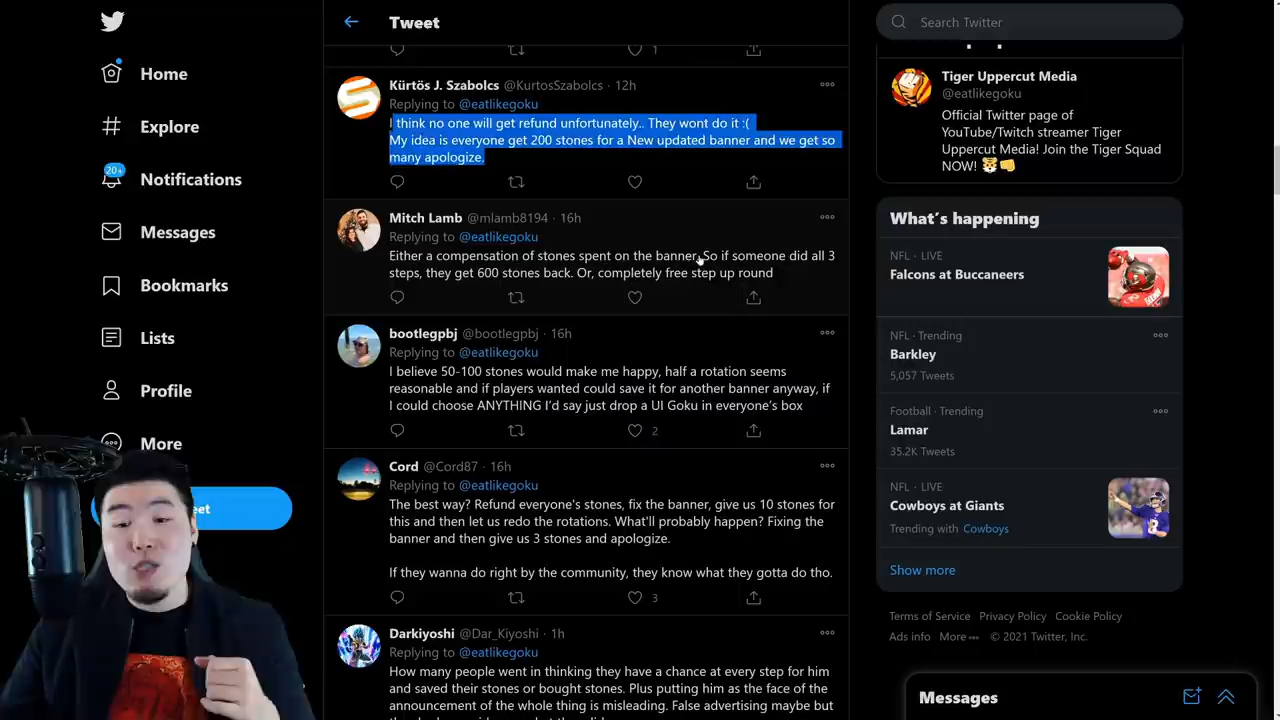 Home
Explore
20+
Notifications
Messages
Bookmarks
Lists
Profile
More
Tweet
1
Kürtös J. Szabolcs @KurtosSzabolcs · 12h
Replying to @eatlikegoku
I think no one will get refund unfortunately.. They wont do it :(
My idea is everyone get 200 stones for a New updated banner and we get so
many apologize.
Mitch Lamb @mlamb8194 · 16h
Replying to @eatlikegoku
Either a compensation of stones spent on the banner. So if someone did all 3
steps, they get 600 stones back. Or, completely free step up round
bootlegpbj @bootlegpbj · 16h
Replying to @eatlikegoku
I believe 50-100 stones would make me happy, half a rotation seems
reasonable and if players wanted could save it for another banner anyway, if
I could choose ANYTHING I'd say just drop a UI Goku in everyone's box
2
Cord @Cord87 · 16h
Replying to @eatlikegoku
The best way? Refund everyone's stones, fix the banner, give us 10 stones for
this and then let us redo the rotations. What'll probably happen? Fixing the
banner and then give us 3 stones and apologize.
If they wanna do right by the community, they know what they gotta do tho.
3
Darkiyoshi @Dar_Kiyoshi · 1h
Replying to @eatlikegoku
How many people went in thinking they have a chance at every step for him
and saved their stones or bought stones. Plus putting him as the face of the
announcement of the whole thing is misleading. False advertising maybe but
Search Twitter
Tiger Uppercut Media
@eatlikegoku
Official Twitter page of
YouTube/Twitch streamer Tiger
Uppercut Media! Join the Tiger Squad
NOW! 🐯👊
What's happening
NFL · LIVE
Falcons at Buccaneers
NFL · Trending
Barkley
5,057 Tweets
Football · Trending
Lamar
35.2K Tweets
NFL · LIVE
Cowboys at Giants
Trending with Cowboys
Show more
Terms of Service Privacy Policy Cookie Policy
Ads info More ··· © 2021 Twitter, Inc.
Messages